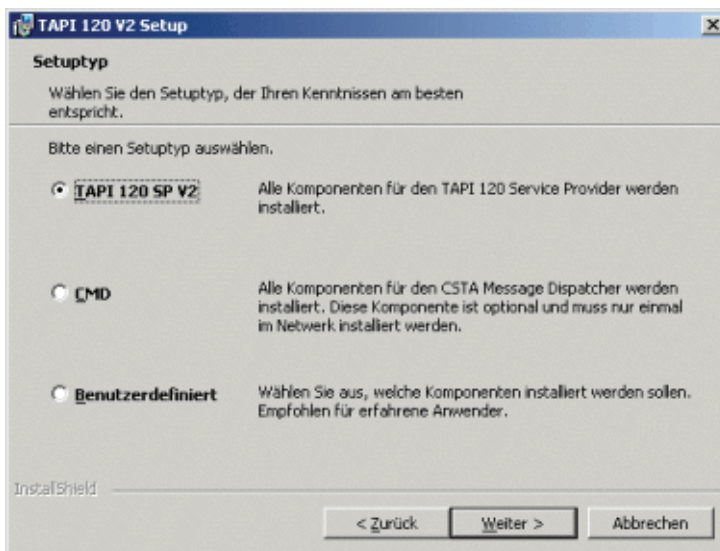 TAPI 120 V2 Setup
Setuptyp
Wählen Sie den Setuptyp, der Ihren Kenntnissen am besten
entspricht.
Bitte einen Setuptyp auswählen.
TAPI 120 SP V2
Alle Komponenten für den TAPI 120 Service Provider werden
installiert.
CMD
Alle Komponenten für den CSTA Message Dispatcher werden
installiert. Diese Komponente ist optional und muss nur einmal
im Netwerk installiert werden.
Benutzerdefiniert
Wählen Sie aus, welche Komponenten installiert werden sollen.
Empfohlen für erfahrene Anwender.
InstallShield
< Zurück
Weiter >
Abbrechen